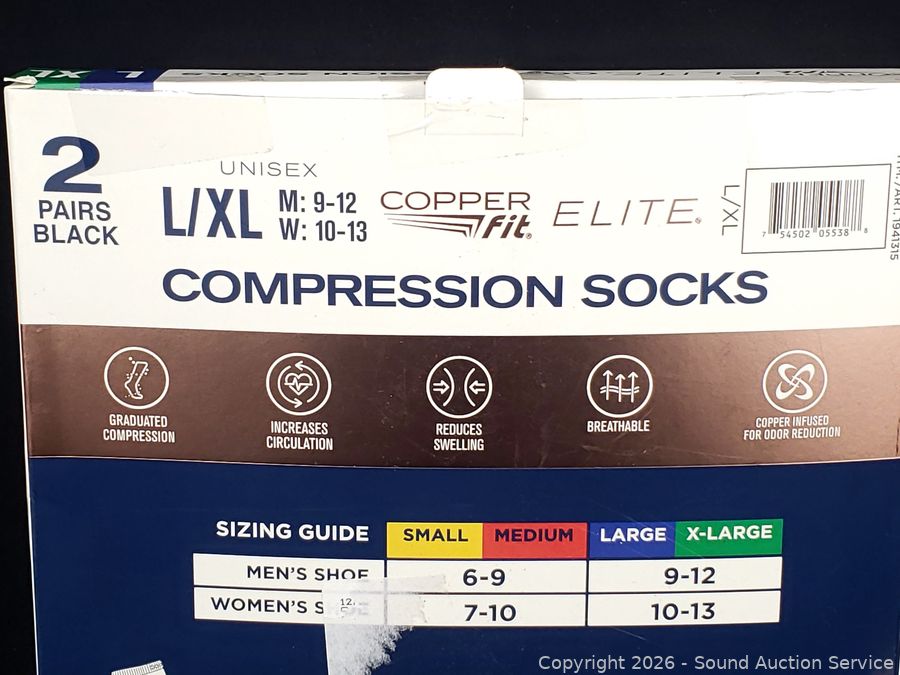 2
PAIRS
BLACK
UNISEX
L/XL
M: 9-12
W: 10-13
COPPER
fit®
ELITE®
L/XL
7 54502 05538 8
COMPRESSION SOCKS
GRADUATED
COMPRESSION
INCREASES
CIRCULATION
REDUCES
SWELLING
BREATHABLE
COPPER INFUSED
FOR ODOR REDUCTION
SIZING GUIDE SMALL MEDIUM LARGE X-LARGE
MEN'S SHOE 6-9 9-12
WOMEN'S SHOE 7-10 10-13
Copyright 2026 - Sound Auction Service